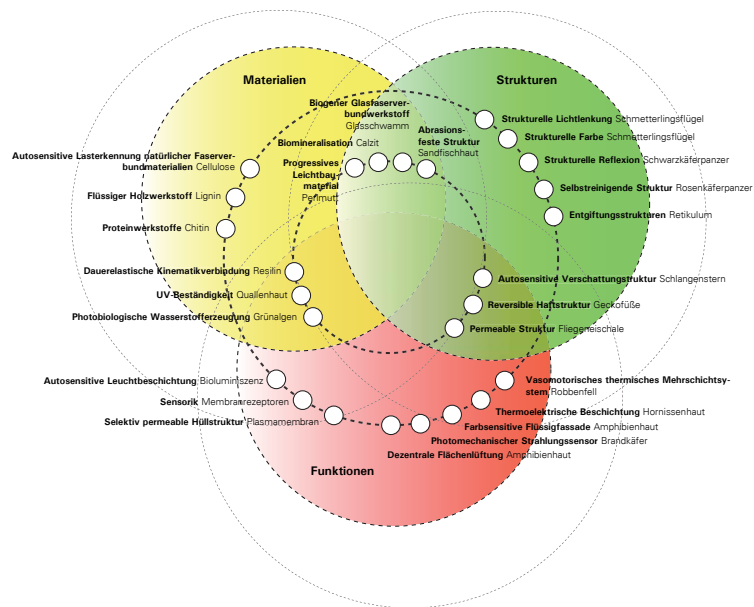 Materialien
Strukturen
Biogener Glasfaserver-
bundwerkstoff
Glasschwamm
Biomineralisation Calzit
Progressives
Leichtbau-
material
Perlmutt
Abrasions-
feste Struktur
Sandfischhaut
Strukturelle Lichtlenkung Schmetterlingsflügel
Strukturelle Farbe Schmetterlingsflügel
Strukturelle Reflexion Schwarzkäferpanzer
Selbstreinigende Struktur Rosenkäferpanzer
Entgiftungsstrukturen Retikulum
Autosensitive Lasterkennung natürlicher Faserver-
bundmaterialien Cellulose
Flüssiger Holzwerkstoff Lignin
Proteinwerkstoffe Chitin
Dauerelastische Kinematikverbindung Resilin
UV-Beständigkeit Quallenhaut
Photobiologische Wasserstofferzeugung Grünalgen
Autosensitive Verschattungstruktur Schlangenstern
Reversible Haftstruktur Geckofüße
Permeable Struktur Fliegeneischale
Autosensitive Leuchtbeschichtung Biolumineszenz
Sensorik Membranrezeptoren
Selektiv permeable Hüllstruktur Plasmamembran
Vasomotorisches thermisches Mehrschichtsy-
stem Robbenfell
Thermoelektrische Beschichtung Hornissenhaut
Farbsensitive Flüssigfassade Amphibienhaut
Photomechanischer Strahlungssensor Brandkäfer
Dezentrale Flächenlüftung Amphibienhaut
Funktionen